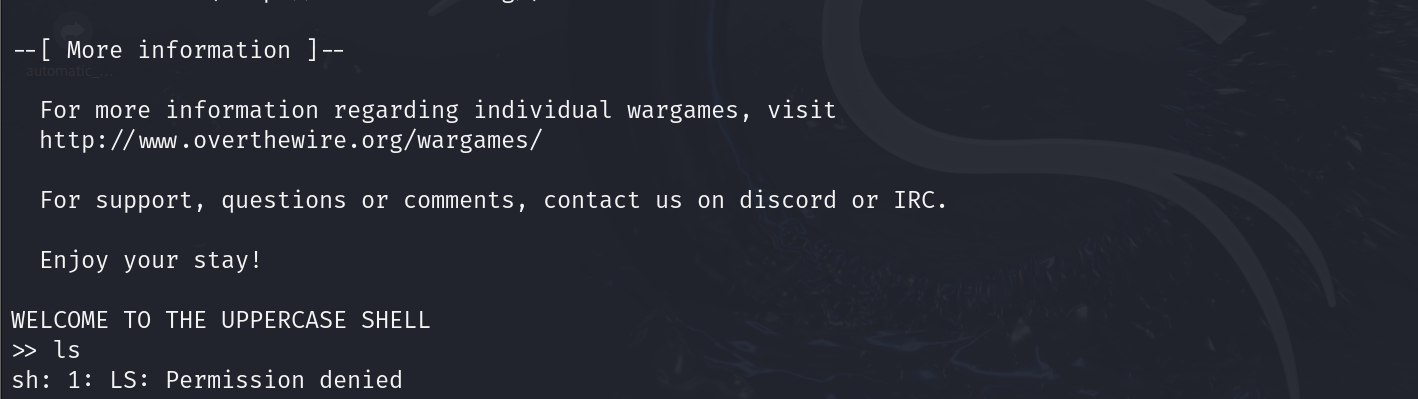 --[ More information ]--
automatic_...
For more information regarding individual wargames, visit
http://www.overthewire.org/wargames/
For support, questions or comments, contact us on discord or IRC.
Enjoy your stay!
WELCOME TO THE UPPERCASE SHELL
>> ls
sh: 1: LS: Permission denied